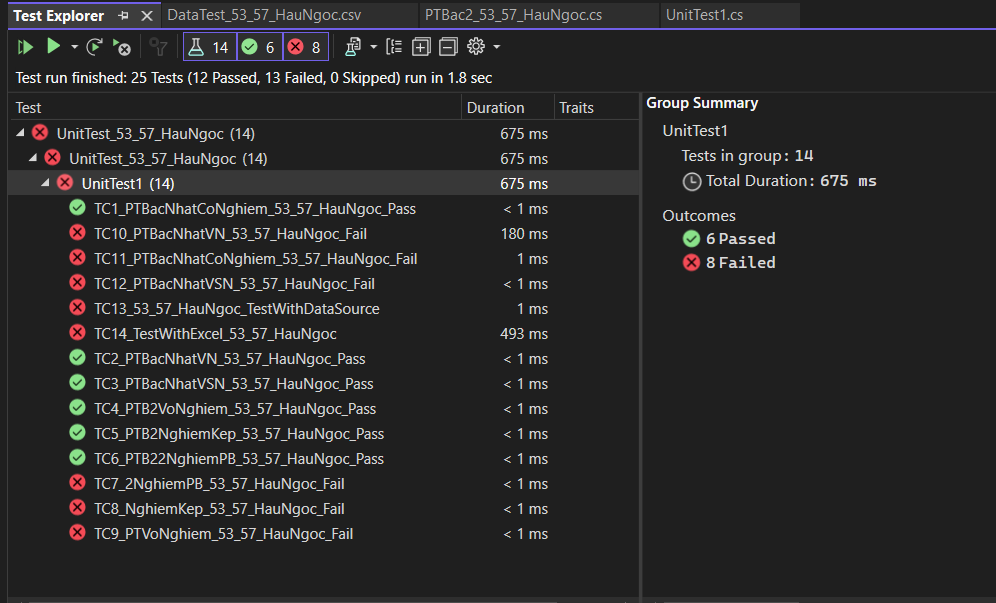 Test Explorer
DataTest_53_57_HauNgoc.csv
PTBac2_53_57_HauNgoc.cs
UnitTest1.cs
14 6 8
Test run finished: 25 Tests (12 Passed, 13 Failed, 0 Skipped) run in 1.8 sec
Test Duration Traits
UnitTest_53_57_HauNgoc (14) 675 ms
UnitTest_53_57_HauNgoc (14) 675 ms
UnitTest1 (14) 675 ms
TC1_PTBacNhatCoNghiem_53_57_HauNgoc_Pass < 1 ms
TC10_PTBacNhatVN_53_57_HauNgoc_Fail 180 ms
TC11_PTBacNhatCoNghiem_53_57_HauNgoc_Fail 1 ms
TC12_PTBacNhatVSN_53_57_HauNgoc_Fail < 1 ms
TC13_53_57_HauNgoc_TestWithDataSource 1 ms
TC14_TestWithExcel_53_57_HauNgoc 493 ms
TC2_PTBacNhatVN_53_57_HauNgoc_Pass < 1 ms
TC3_PTBacNhatVSN_53_57_HauNgoc_Pass < 1 ms
TC4_PTB2VoNghiem_53_57_HauNgoc_Pass < 1 ms
TC5_PTB2NghiemKep_53_57_HauNgoc_Pass < 1 ms
TC6_PTB22NghiemPB_53_57_HauNgoc_Pass < 1 ms
TC7_2NghiemPB_53_57_HauNgoc_Fail < 1 ms
TC8_NghiemKep_53_57_HauNgoc_Fail < 1 ms
TC9_PTVoNghiem_53_57_HauNgoc_Fail < 1 ms
Group Summary
UnitTest1
Tests in group: 14
Total Duration: 675 ms
Outcomes
6 Passed
8 Failed